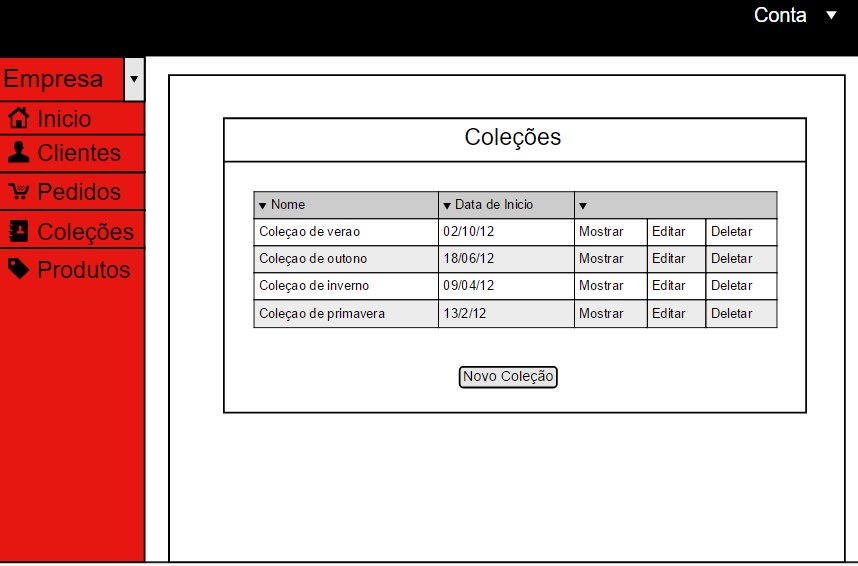 Conta
Empresa
Inicio
Clientes
Pedidos
Coleções
Produtos
Coleções
Nome Data de Inicio
Coleçao de verao 02/10/12 Mostrar Editar Deletar
Coleçao de outono 18/06/12 Mostrar Editar Deletar
Coleçao de inverno 09/04/12 Mostrar Editar Deletar
Coleçao de primavera 13/2/12 Mostrar Editar Deletar
Novo Coleção